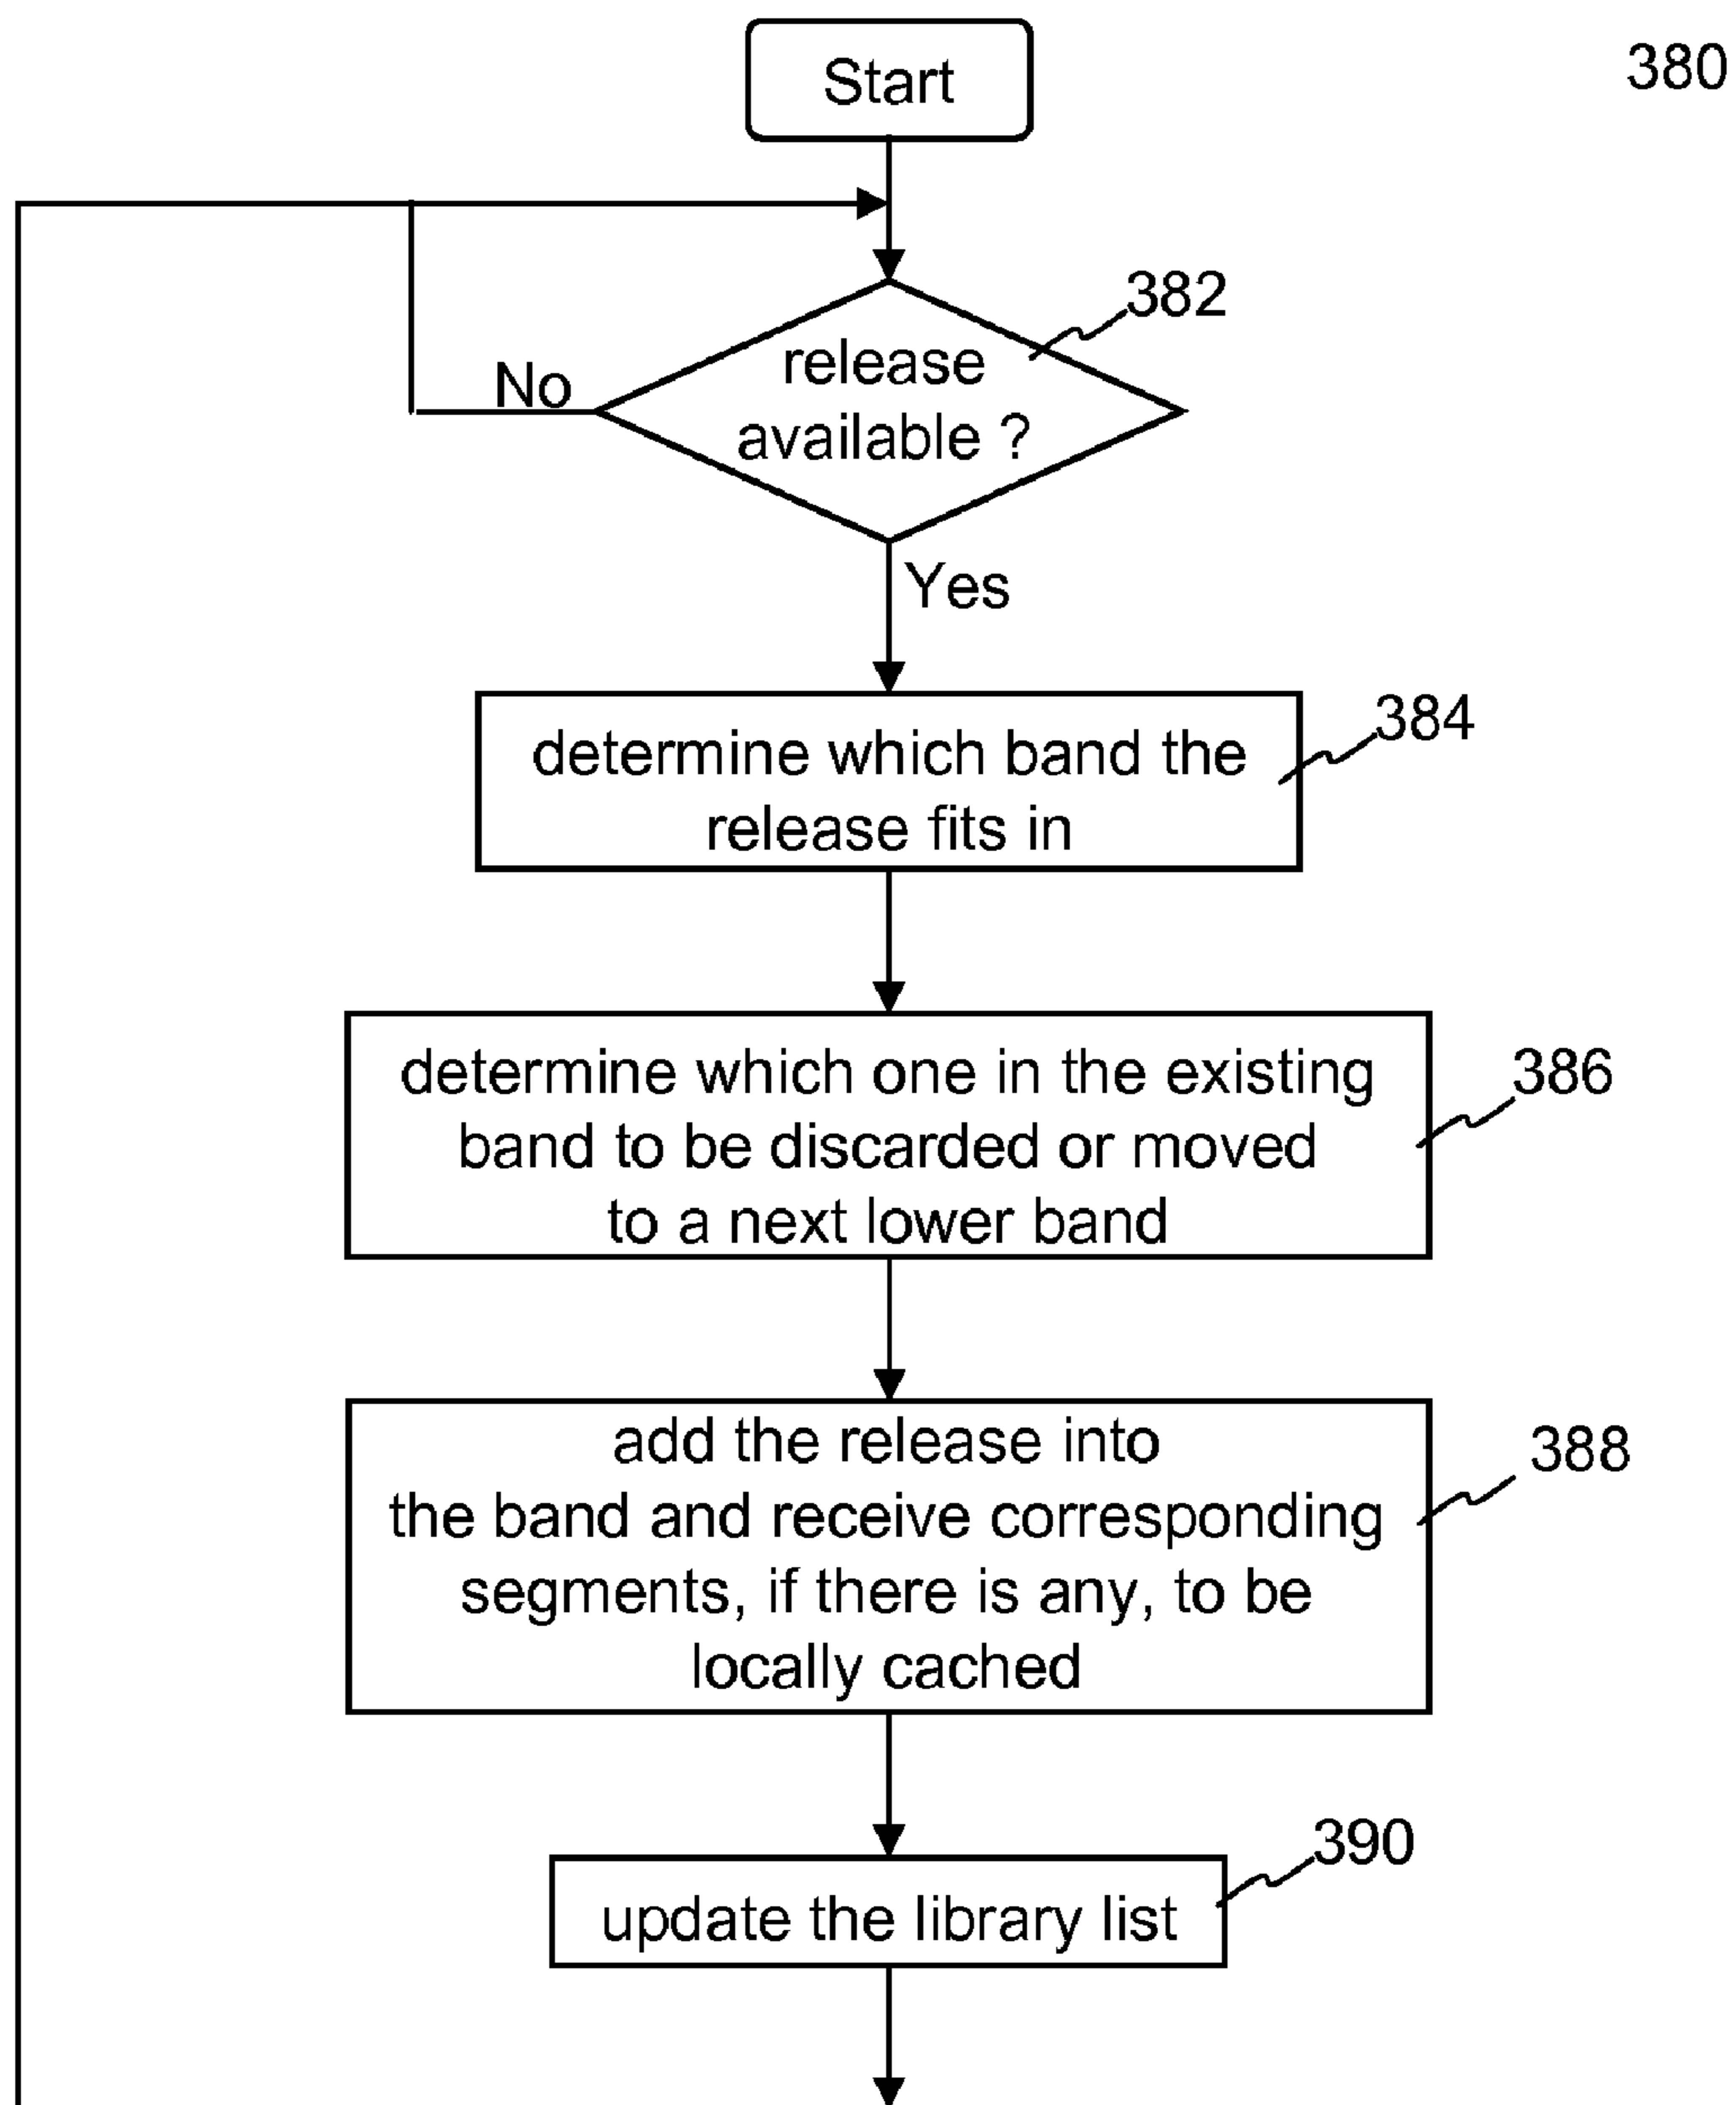 Start
380
382
release
available ?
No
Yes
384
determine which band the
release fits in
386
determine which one in the existing
band to be discarded or moved
to a next lower band
388
add the release into
the band and receive corresponding
segments, if there is any, to be
locally cached
390
update the library list